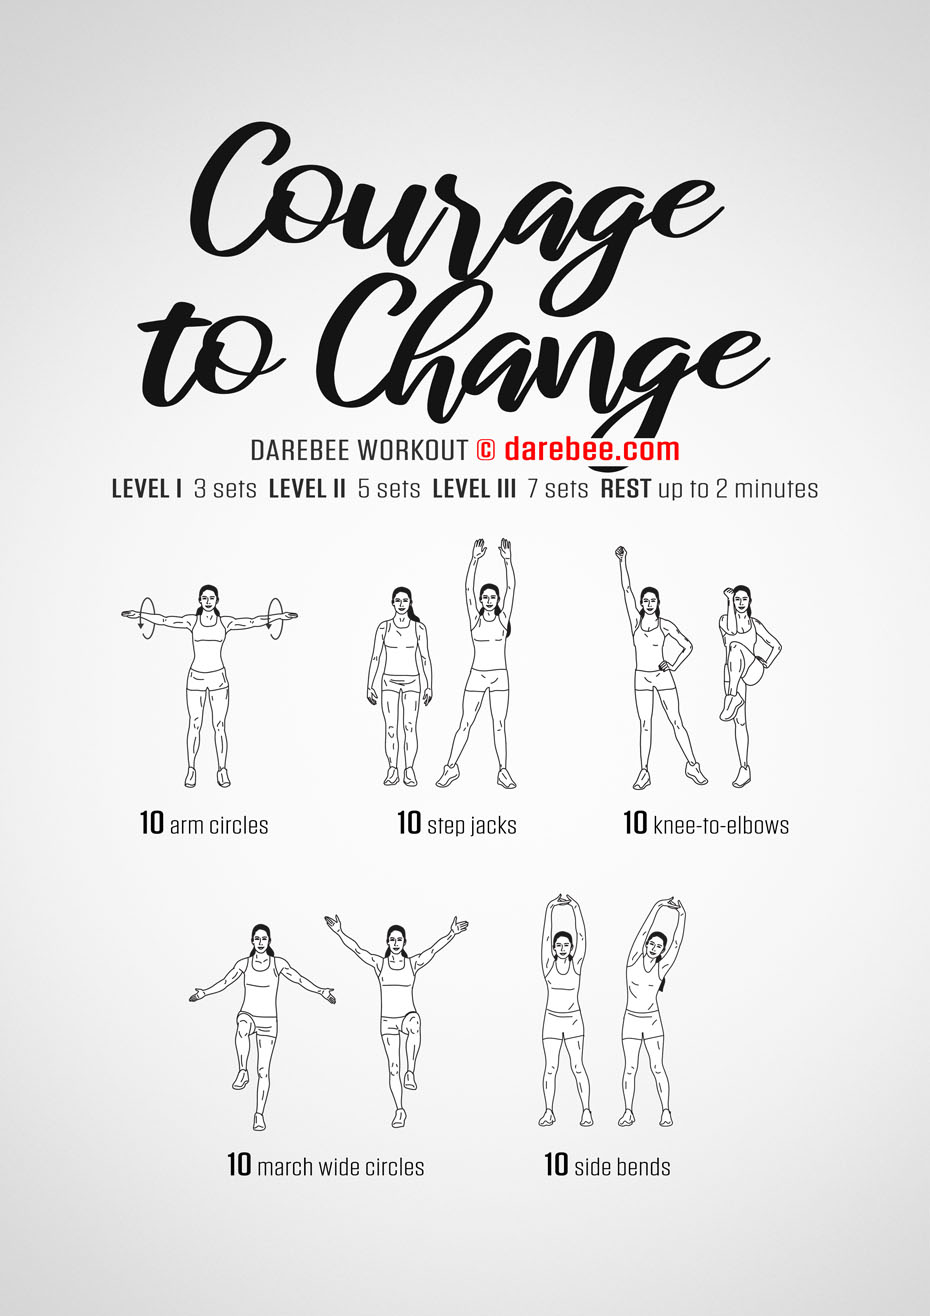 Courage
to Change
DAREBEE WORKOUT © darebee.com
LEVEL I 3 sets LEVEL II 5 sets LEVEL III 7 sets REST up to 2 minutes
10 arm circles
10 step jacks
10 knee-to-elbows
10 march wide circles
10 side bends